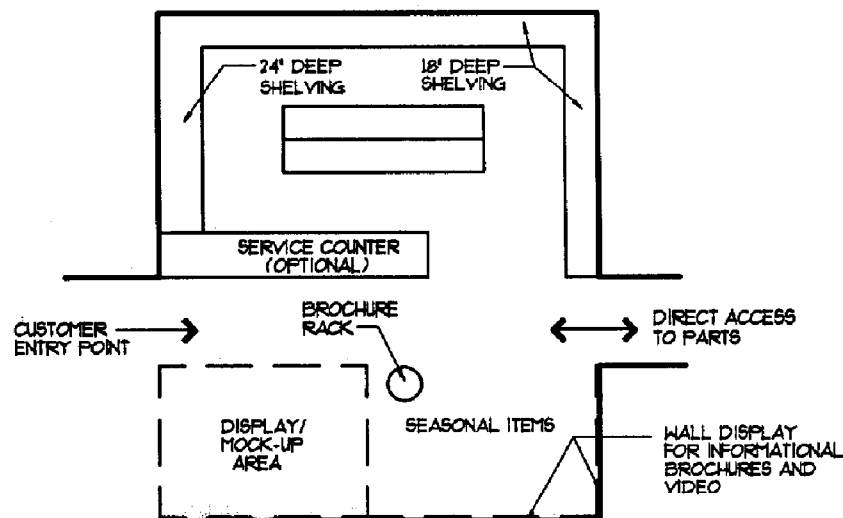 24" DEEP
SHELVING
18" DEEP
SHELVING
SERVICE COUNTER
(OPTIONAL)
CUSTOMER
ENTRY POINT
BROCHURE
RACK
DIRECT ACCESS
TO PARTS
DISPLAY/
MOCK-UP
AREA
SEASONAL ITEMS
WALL DISPLAY
FOR INFORMATIONAL
BROCHURES AND
VIDEO